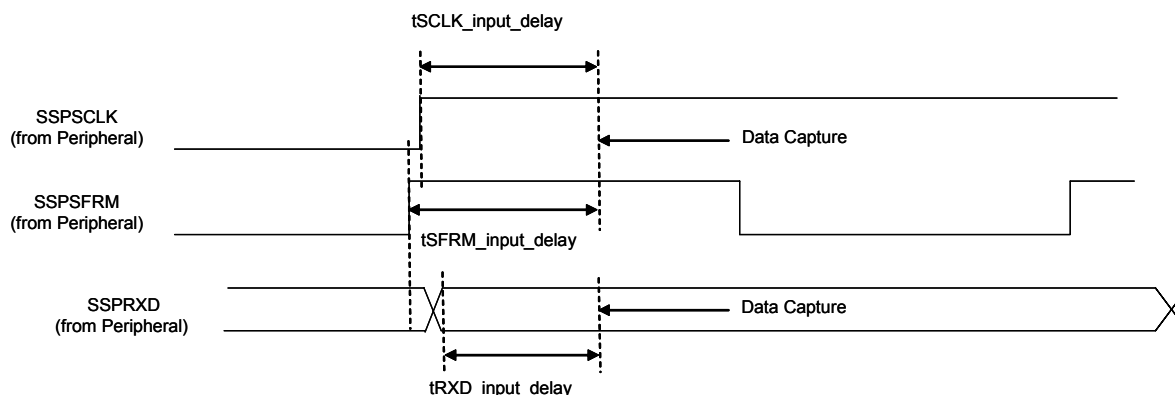 tSCLK_input_delay
SSPSCLK
(from Peripheral)
Data Capture
SSPSFRM
(from Peripheral)
tSFRM_input_delay
SSPRXD
(from Peripheral)
Data Capture
tRXD_input_delay